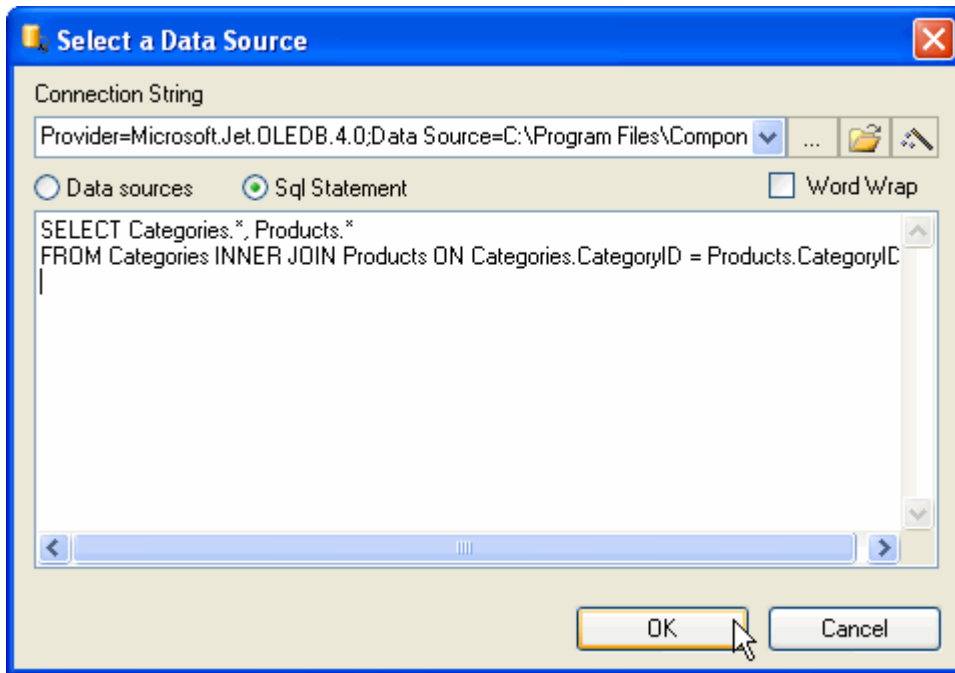 Select a Data Source
Connection String
Provider=Microsoft.Jet.OLEDB.4.0;Data Source=C:\Program Files\Compon
...
Data sources Sql Statement Word Wrap
SELECT Categories.*, Products.*
FROM Categories INNER JOIN Products ON Categories.CategoryID = Products.CategoryID
OK Cancel